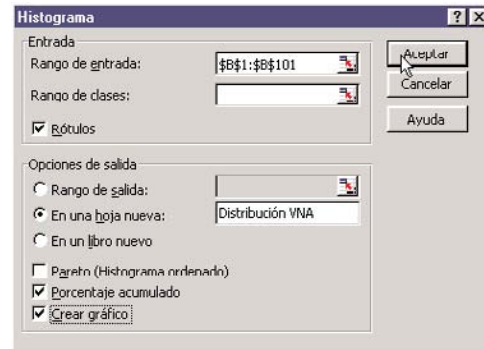 Histograma
Entrada
Rango de entrada: $B$1:$B$101
Rango de clases:
Rótulos
Aceptar
Cancelar
Ayuda
Opciones de salida
Rango de salida:
En una hoja nueva: Distribución VNA
En un libro nuevo
Pareto (Histograma ordenado)
Porcentaje acumulado
Crear gráfico